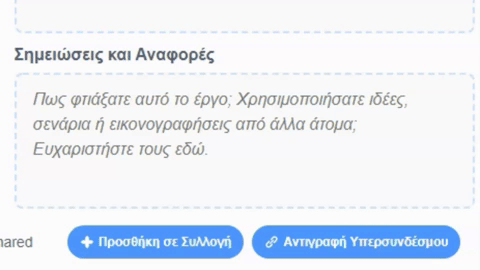 Σημειώσεις και Αναφορές
Πως φτιάξατε αυτό το έργο; Χρησιμοποιήσατε ιδέες,
σενάρια ή εικονογραφήσεις από άλλα άτομα;
Ευχαριστήστε τους εδώ.
Προσθήκη σε Συλλογή Αντιγραφή Υπερσυνδέσμου